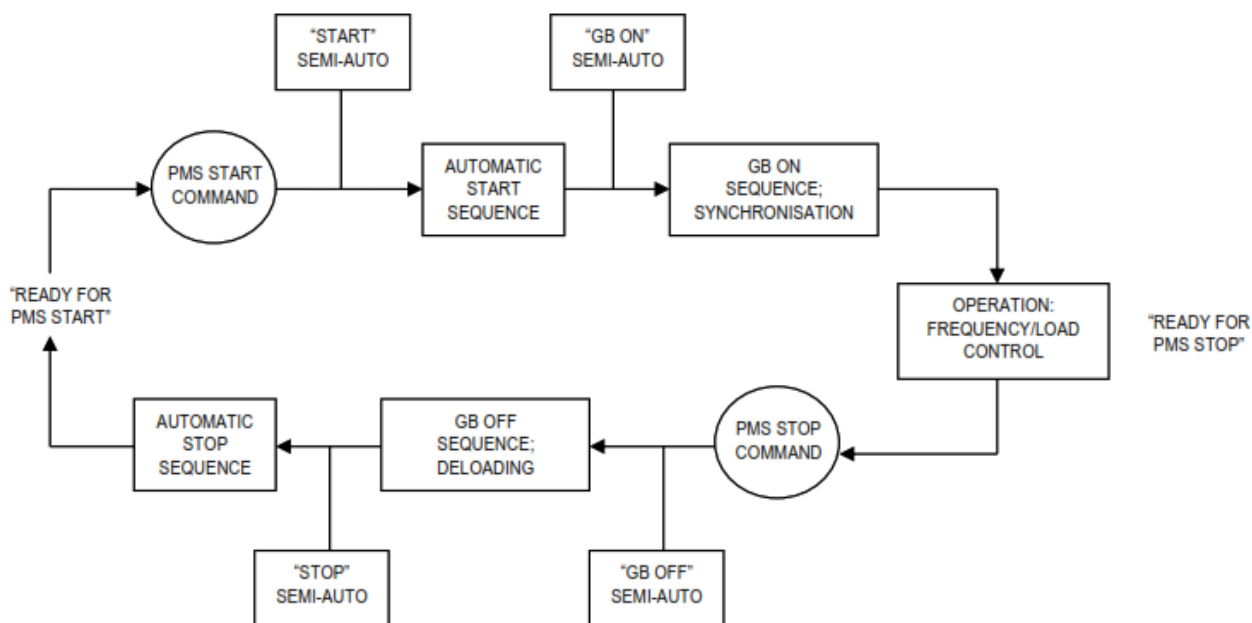 “START”
SEMI-AUTO
“GB ON”
SEMI-AUTO
PMS START
COMMAND
AUTOMATIC
START
SEQUENCE
GB ON
SEQUENCE;
SYNCHRONISATION
“READY FOR
PMS START”
OPERATION:
FREQUENCY/LOAD
CONTROL
“READY FOR
PMS STOP”
AUTOMATIC
STOP
SEQUENCE
GB OFF
SEQUENCE;
DELOADING
PMS STOP
COMMAND
“STOP”
SEMI-AUTO
“GB OFF”
SEMI-AUTO